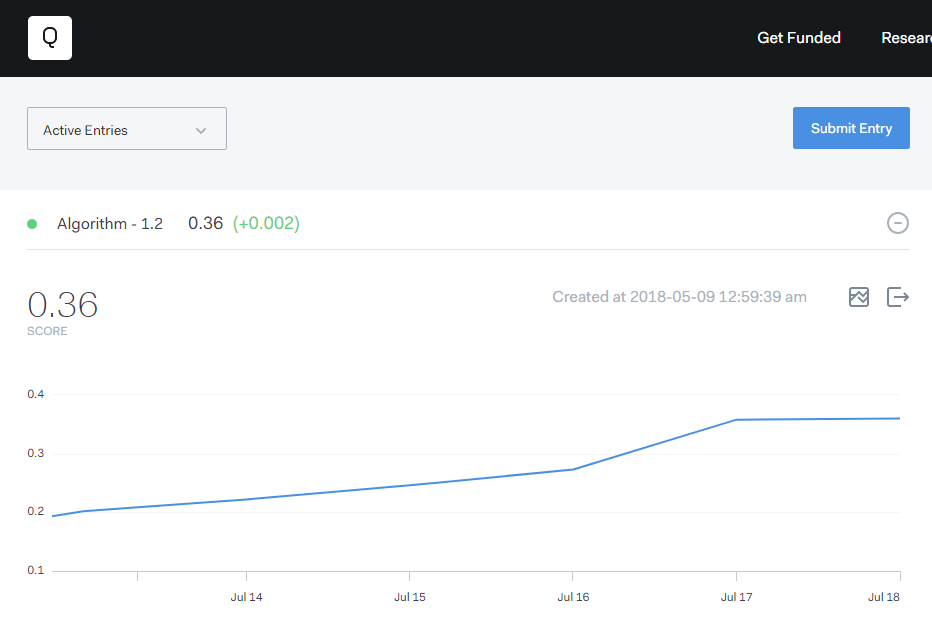 Q
Get Funded Resear
Active Entries
Submit Entry
Algorithm - 1.2 0.36 (+0.002)
0.36
SCORE
Created at 2018-05-09 12:59:39 am
0.4
0.3
0.2
0.1
Jul 14 Jul 15 Jul 16 Jul 17 Jul 18